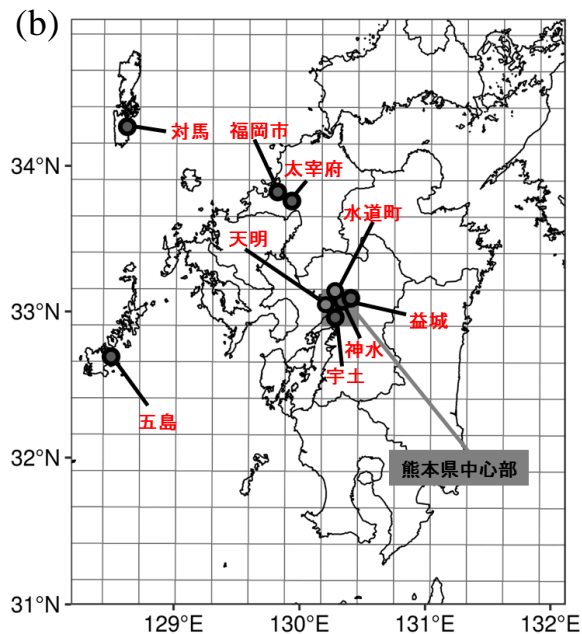 (b)
対馬
福岡市
太宰府
34°N
水道町
天明
33°N
益城
神水
宇土
五島
32°N
熊本県中心部
31°N
129°E
130°E
131°E
132°E